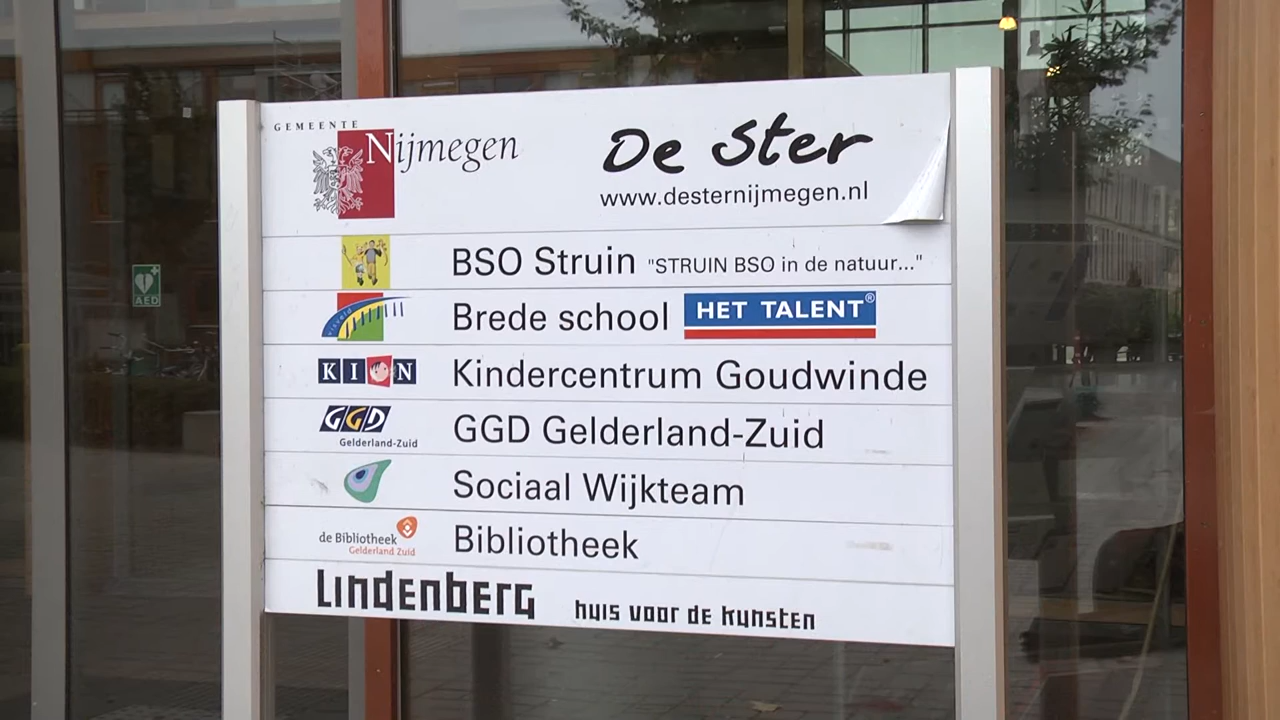 GEMEENTE
Nijmegen
De Ster
www.desternijmegen.nl
BSO Struin "STRUIN BSO in de natuur..."
visveld Brede school HET TALENT®
KION Kindercentrum Goudwinde
GGD Gelderland-Zuid GGD Gelderland-Zuid
Sociaal Wijkteam
de Bibliotheek Gelderland Zuid Bibliotheek
Lindenberg huis voor de kunsten
AED